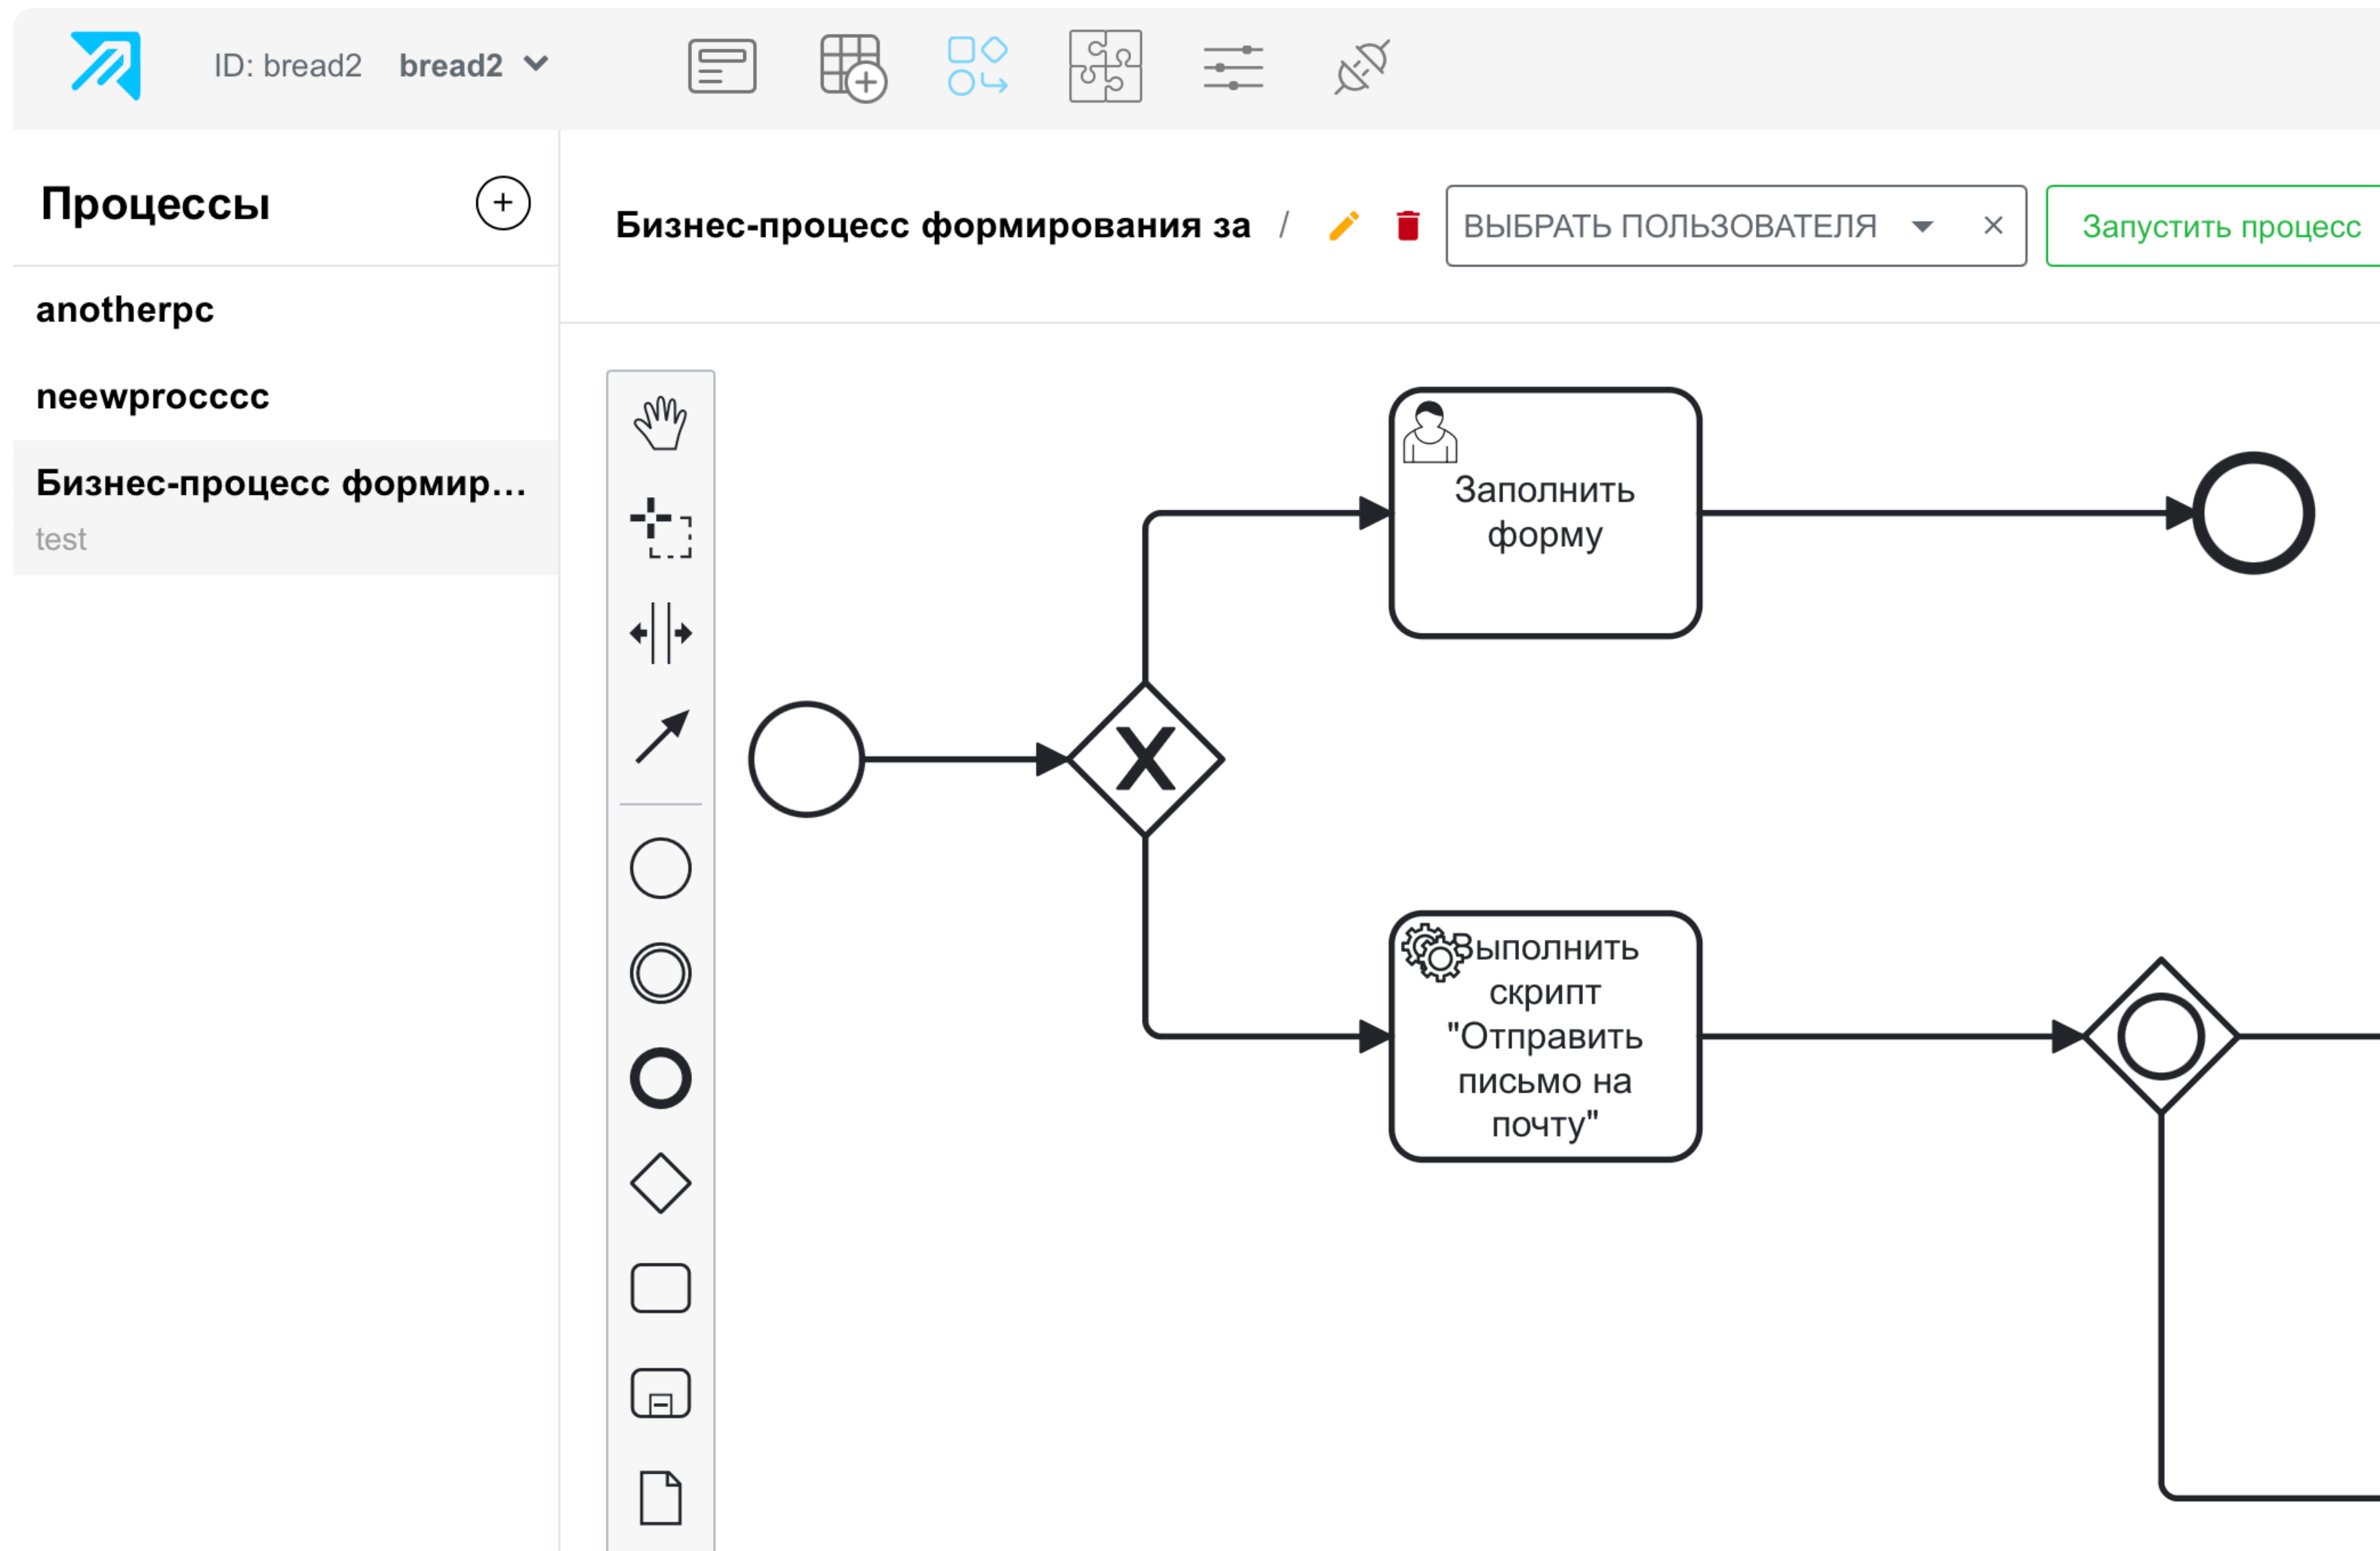 ID: bread2 bread2
Процессы
anotherpc
neewprocccc
Бизнес-процесс формир...
test
Бизнес-процесс формирования за / ВЫБРАТЬ ПОЛЬЗОВАТЕЛЯ Запустить процесс
Заполнить
форму
Выполнить
скрипт
"Отправить
письмо на
почту"